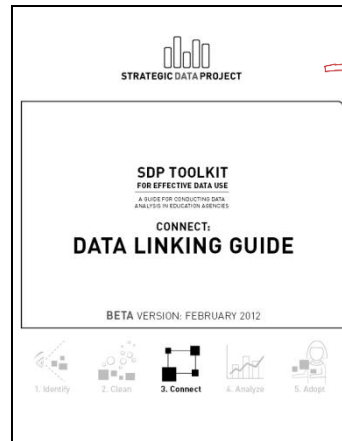 STRATEGIC DATA PROJECT
SDP TOOLKIT
FOR EFFECTIVE DATA USE
A GUIDE FOR CONDUCTING DATA
ANALYSIS IN EDUCATION AGENCIES
CONNECT:
DATA LINKING GUIDE
BETA VERSION: FEBRUARY 2012
1. Identify
2. Clean
3. Connect
4. Analyze
5. Adopt